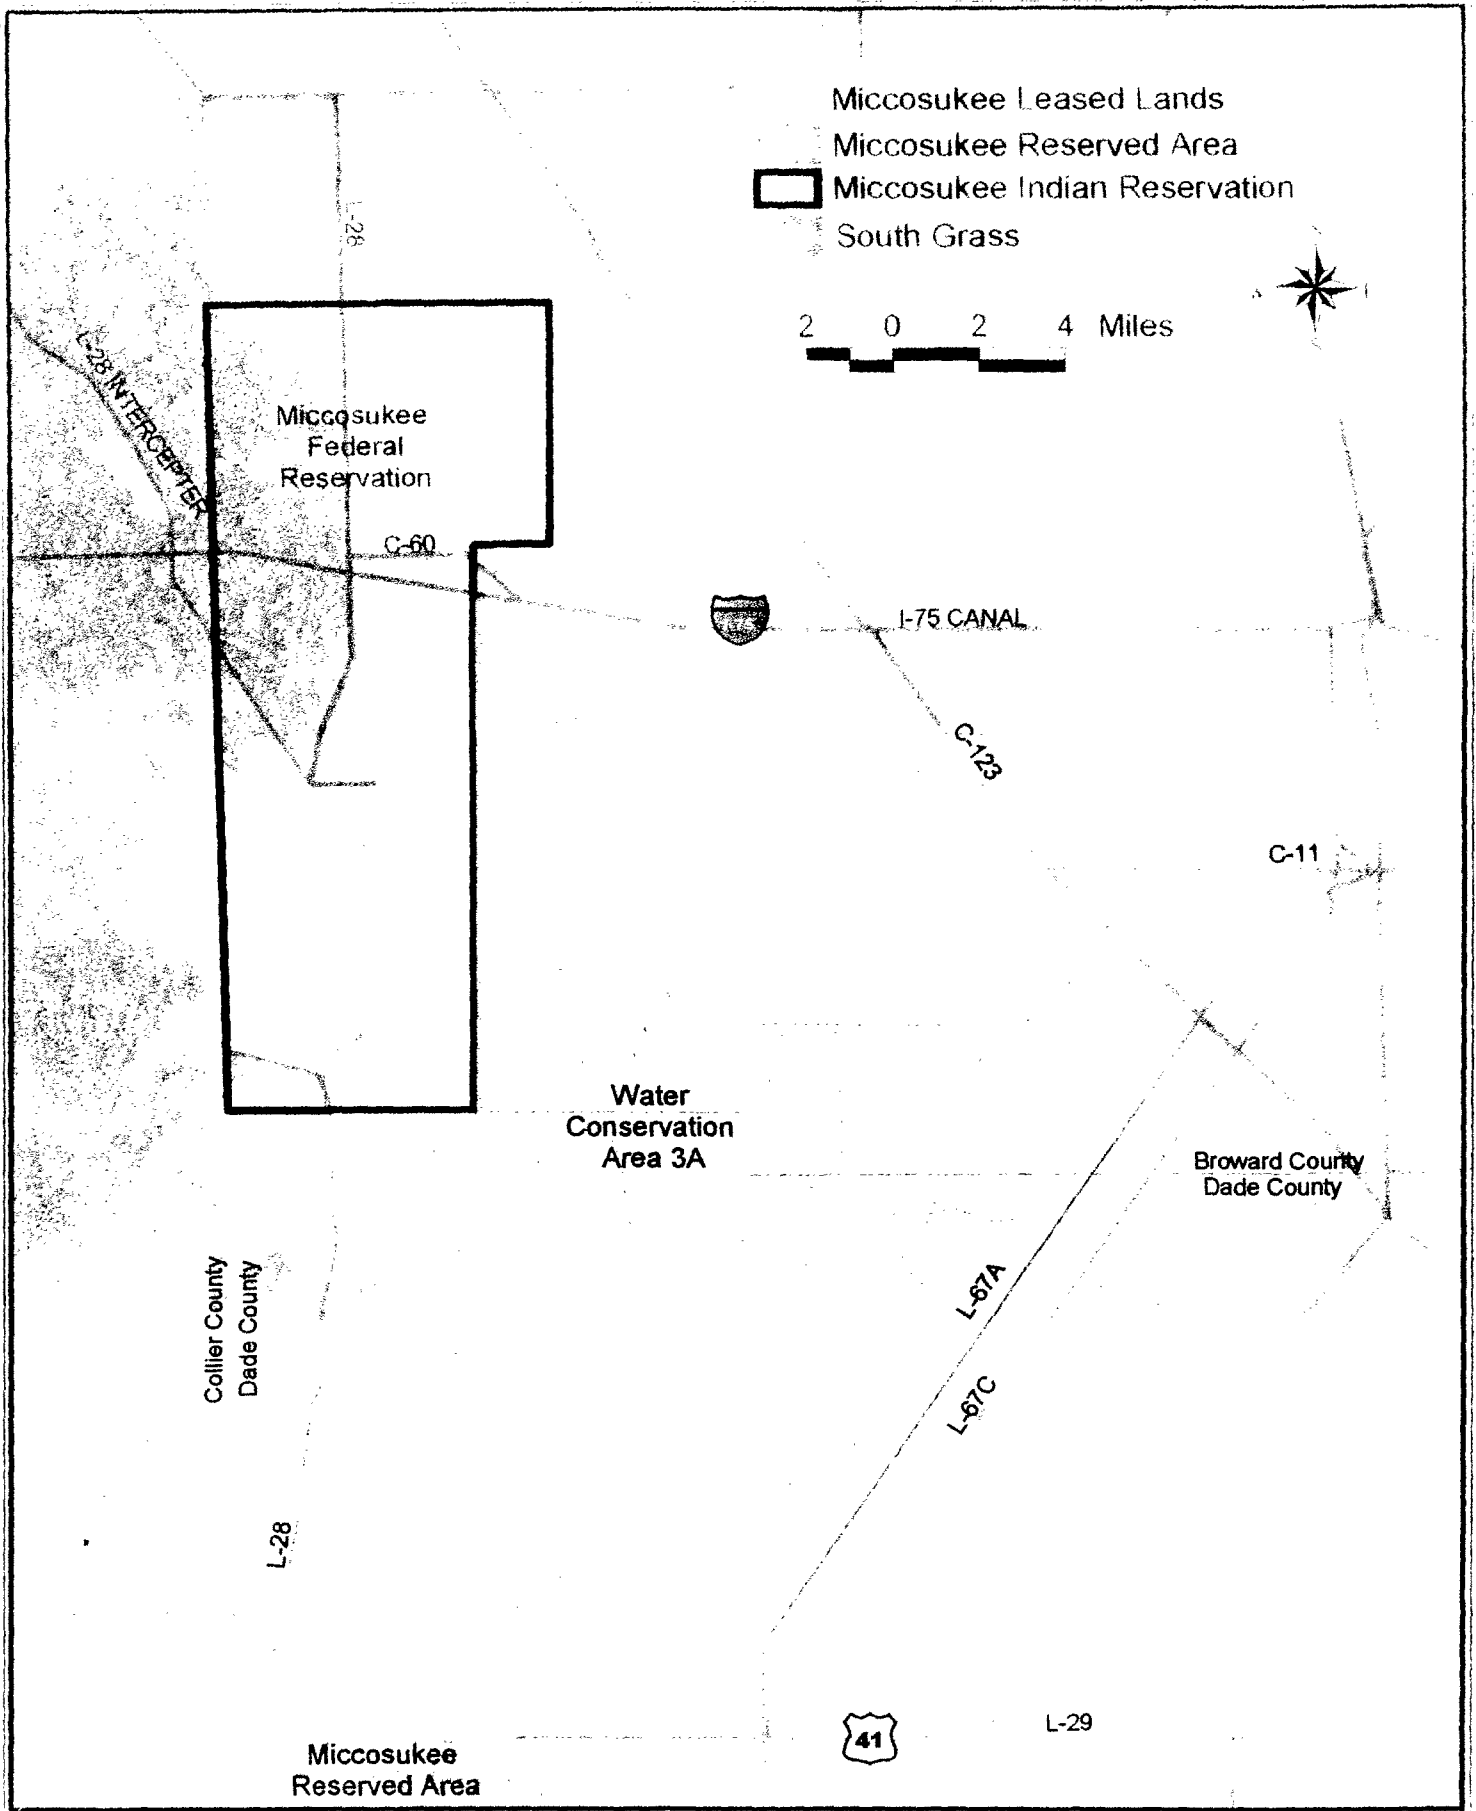 Miccosukee Leased Lands
Miccosukee Reserved Area
Miccosukee Indian Reservation
South Grass
L-28
2 0 2 4 Miles
L-28 INTERCEPTER
Miccosukee
Federal
Reservation
C-60
I-75 CANAL
C-123
C-11
Water
Conservation
Area 3A
Broward County
Dade County
Collier County
Dade County
L-67A
L-67C
L-28
41
L-29
Miccosukee
Reserved Area